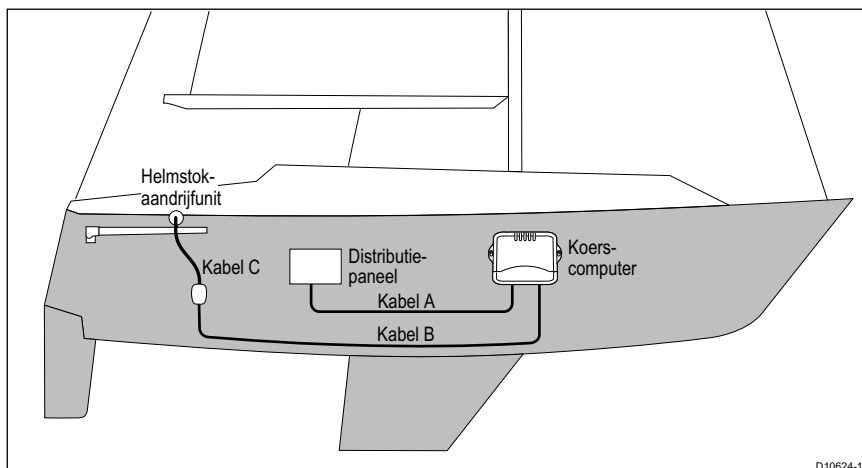 Helmstok-
aandrijfunit
Kabel C
Distributie-
paneel
Koers-
computer
Kabel A
Kabel B
D10624-1